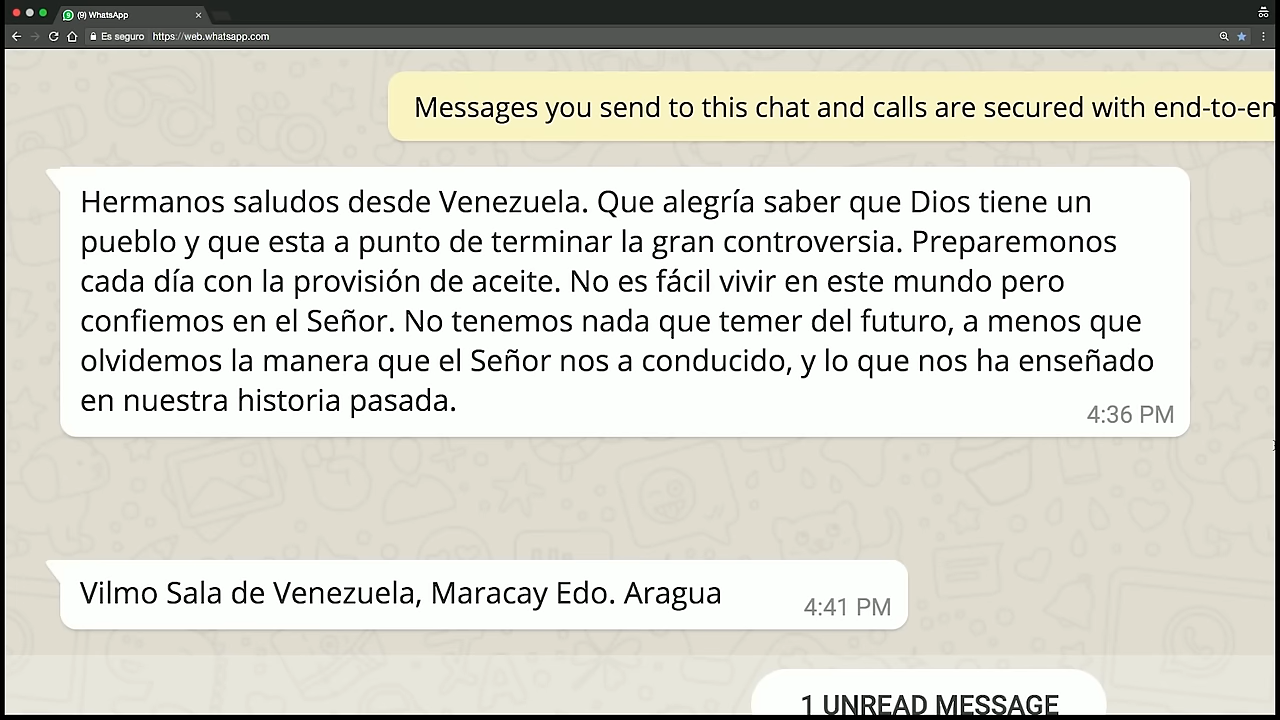 (9) WhatsApp
Es seguro https://web.whatsapp.com
Messages you send to this chat and calls are secured with end-to-en
Hermanos saludos desde Venezuela. Que alegría saber que Dios tiene un
pueblo y que esta a punto de terminar la gran controversia. Preparemonos
cada día con la provisión de aceite. No es fácil vivir en este mundo pero
confiemos en el Señor. No tenemos nada que temer del futuro, a menos que
olvidemos la manera que el Señor nos a conducido, y lo que nos ha enseñado
en nuestra historia pasada.
4:36 PM
Vilmo Sala de Venezuela, Maracay Edo. Aragua
4:41 PM
1 UNREAD MESSAGE